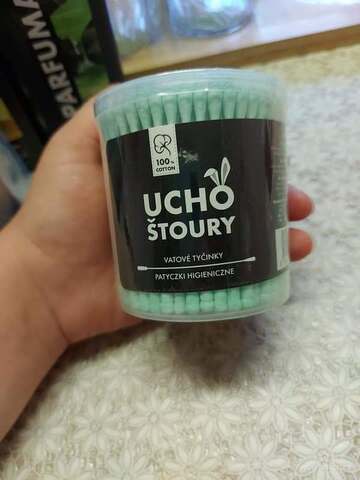 PARFUMA
100%
COTTON
UCHO
ŠTOURY
VATOVÉ TYČINKY
PATYCZKI HIGIENICZNE